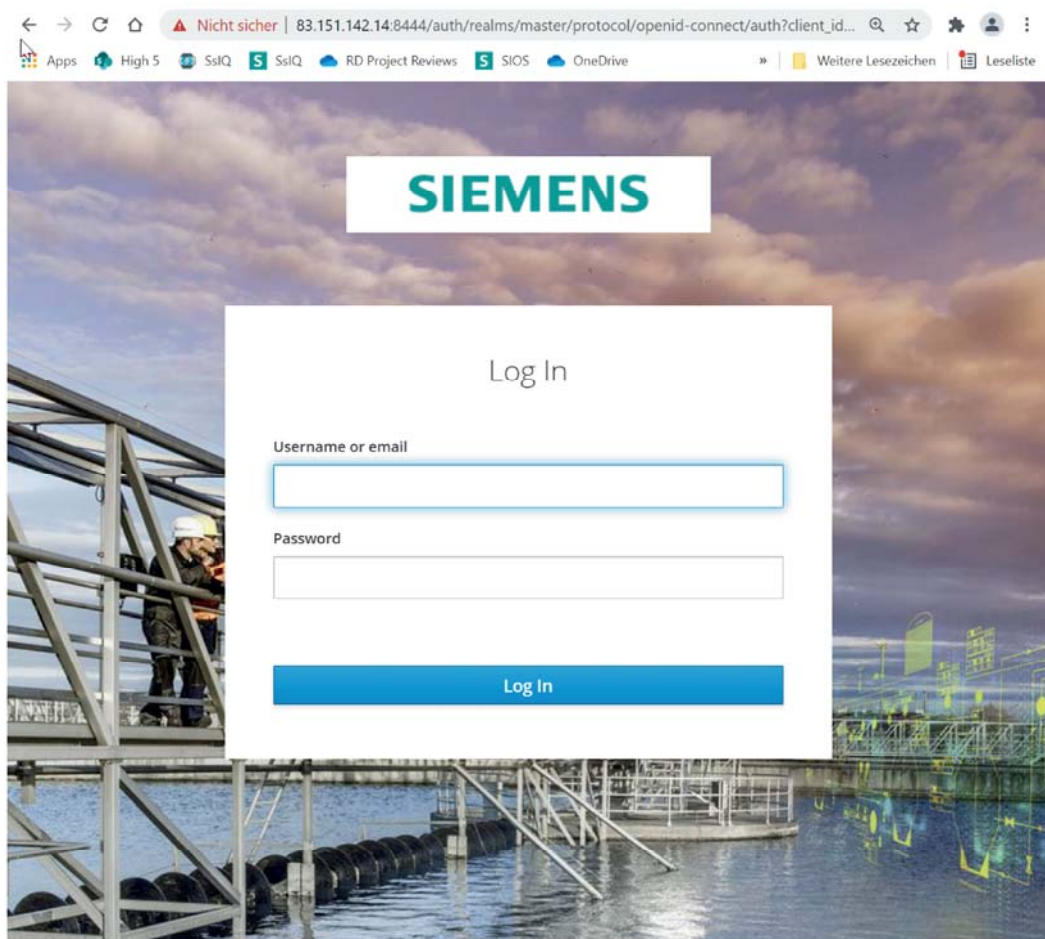 Nicht sicher | 83.151.142.14:8444/auth/realms/master/protocol/openid-connect/auth?client_id...
Apps High 5 SsIQ S SsIQ RD Project Reviews S SIOS OneDrive » Weitere Lesezeichen Leseliste
SIEMENS
Log In
Username or email
Password
Log In